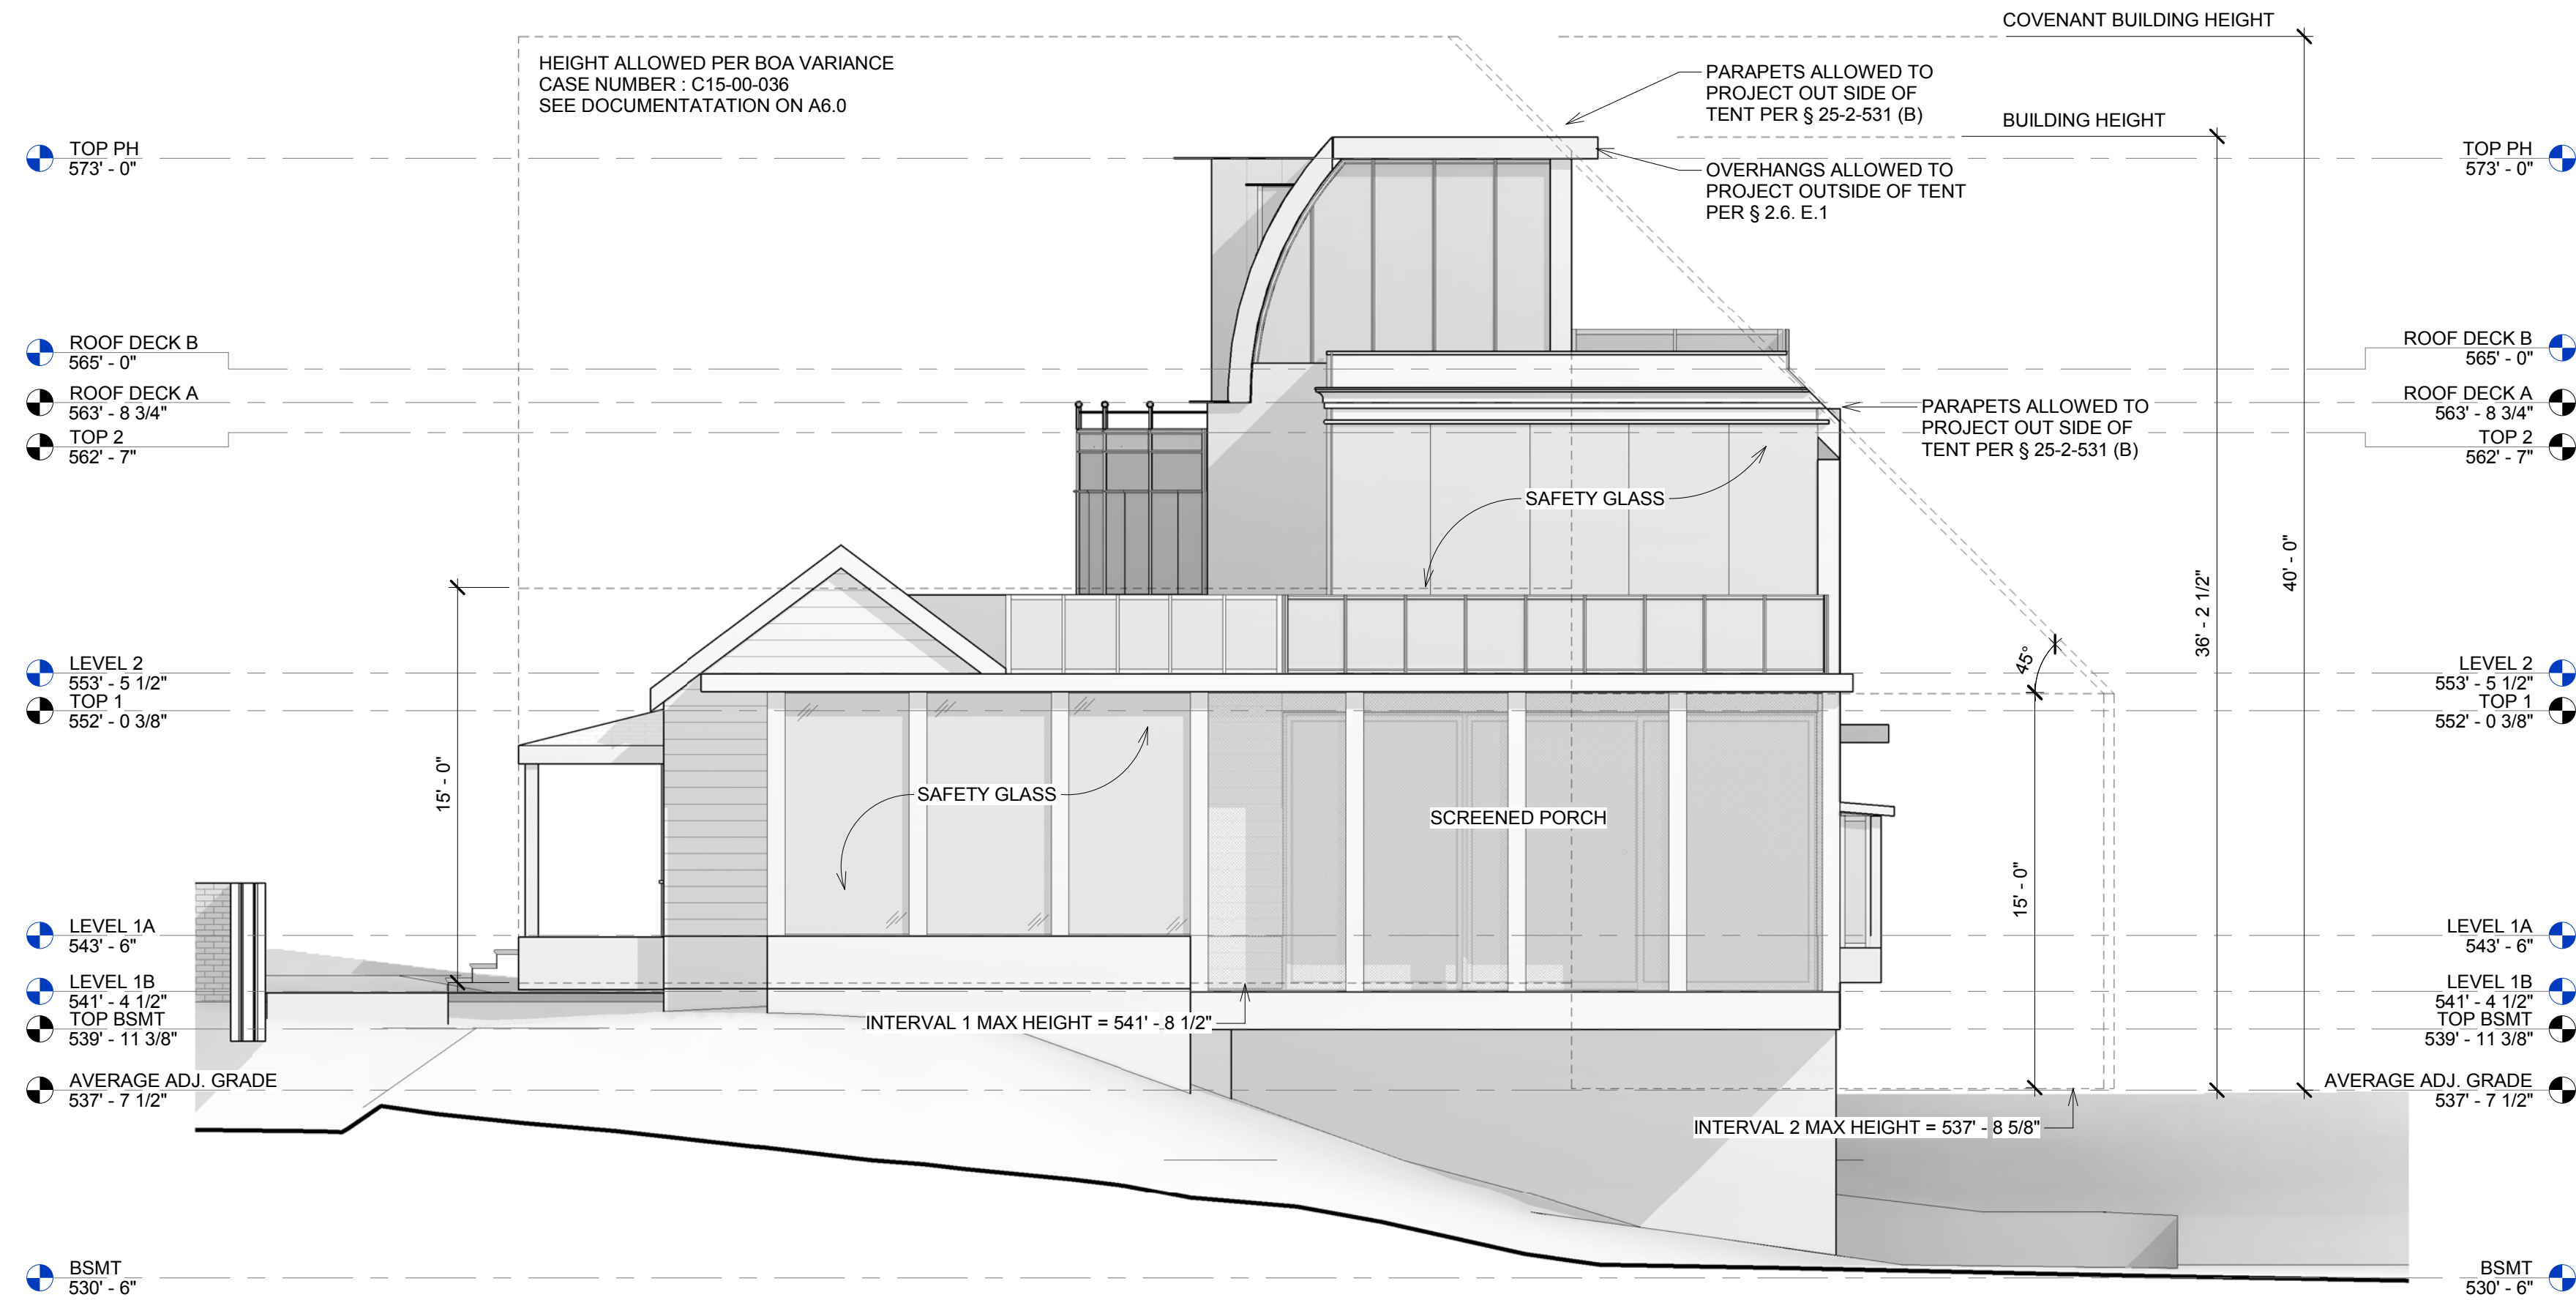 COVENANT BUILDING HEIGHT
HEIGHT ALLOWED PER BOA VARIANCE
CASE NUMBER : C15-00-036
SEE DOCUMENTATATION ON A6.0
PARAPETS ALLOWED TO
PROJECT OUT SIDE OF
TENT PER § 25-2-531 (B)
BUILDING HEIGHT
OVERHANGS ALLOWED TO
PROJECT OUTSIDE OF TENT
PER § 2.6. E.1
TOP PH
573' - 0"
ROOF DECK B
565' - 0"
ROOF DECK A
563' - 8 3/4"
TOP 2
562' - 7"
LEVEL 2
553' - 5 1/2"
TOP 1
552' - 0 3/8"
LEVEL 1A
543' - 6"
LEVEL 1B
541' - 4 1/2"
TOP BSMT
539' - 11 3/8"
AVERAGE ADJ. GRADE
537' - 7 1/2"
BSMT
530' - 6"
15' - 0"
SAFETY GLASS
SAFETY GLASS
SCREENED PORCH
INTERVAL 1 MAX HEIGHT = 541' - 8 1/2"
INTERVAL 2 MAX HEIGHT = 537' - 8 5/8"
PARAPETS ALLOWED TO
PROJECT OUT SIDE OF
TENT PER § 25-2-531 (B)
45°
15' - 0"
36' - 2 1/2"
40' - 0"
TOP PH
573' - 0"
ROOF DECK B
565' - 0"
ROOF DECK A
563' - 8 3/4"
TOP 2
562' - 7"
LEVEL 2
553' - 5 1/2"
TOP 1
552' - 0 3/8"
LEVEL 1A
543' - 6"
LEVEL 1B
541' - 4 1/2"
TOP BSMT
539' - 11 3/8"
AVERAGE ADJ. GRADE
537' - 7 1/2"
BSMT
530' - 6"